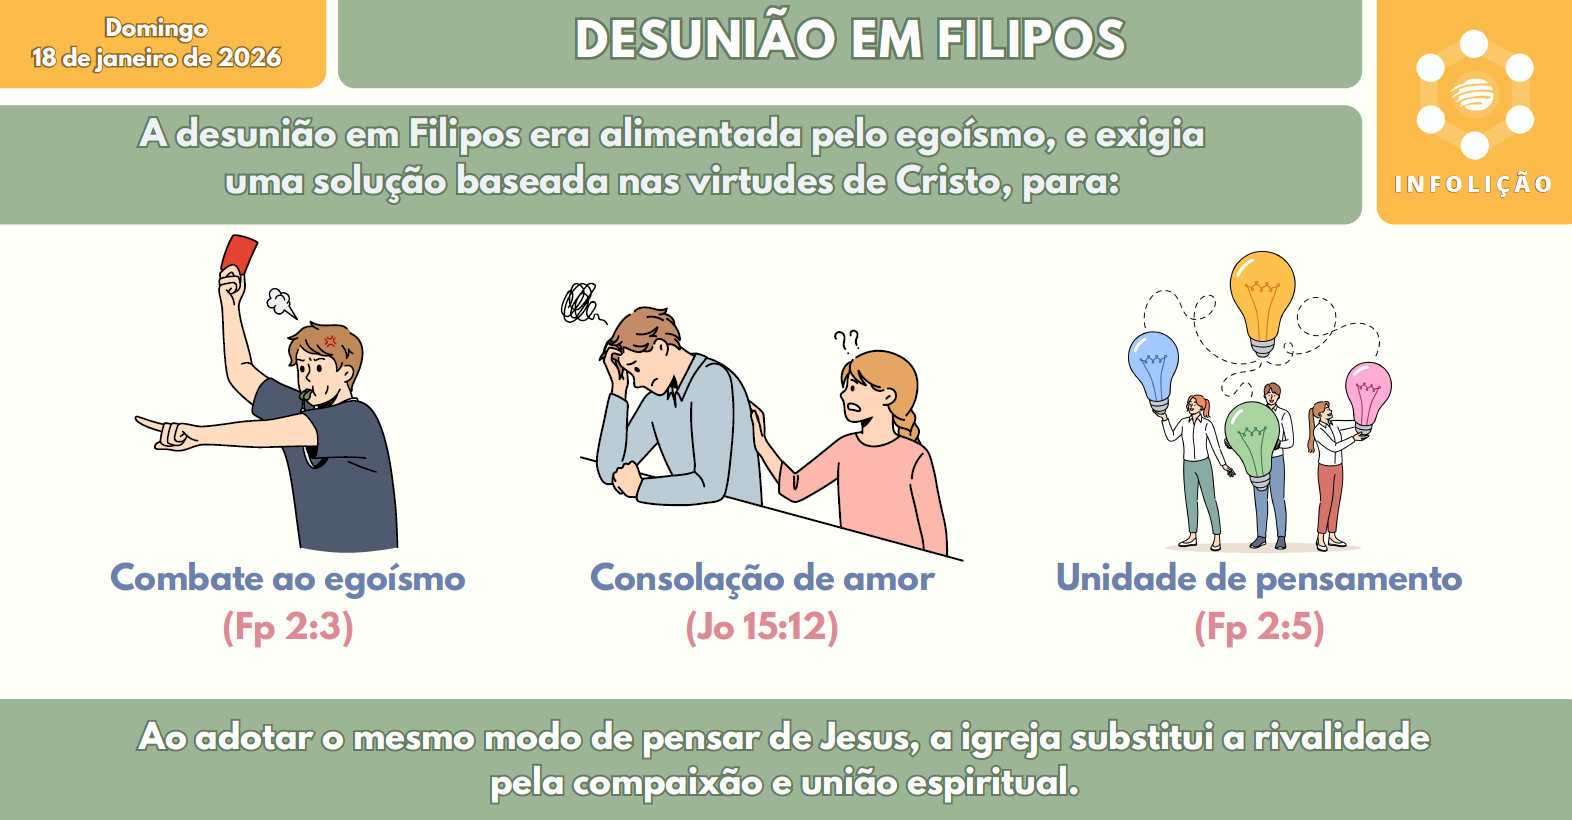 Domingo
18 de janeiro de 2026
DESUNIÃO EM FILIPOS
INFOLIÇÃO
A desunião em Filipos era alimentada pelo egoísmo, e exigia
uma solução baseada nas virtudes de Cristo, para:
??
Combate ao egoísmo
(Fp 2:3)
Consolação de amor
(Jo 15:12)
Unidade de pensamento
(Fp 2:5)
Ao adotar o mesmo modo de pensar de Jesus, a igreja substitui a rivalidade
pela compaixão e união espiritual.